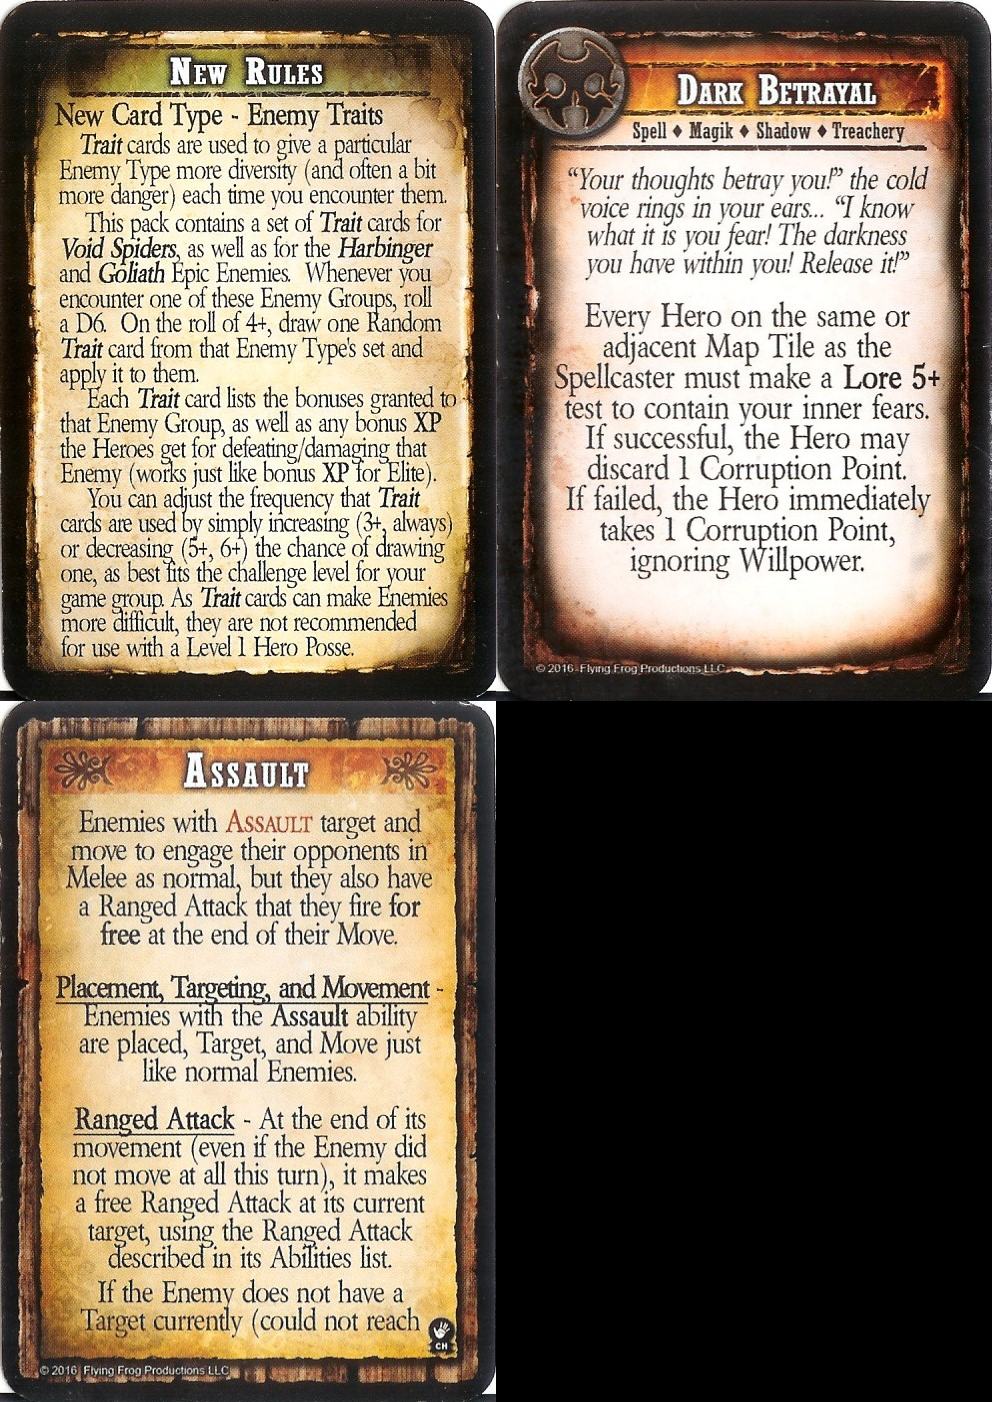 New Rules
New Card Type - Enemy Traits
Trait cards are used to give a particular
Enemy Type more diversity (and often a bit
more danger) each time you encounter them.
This pack contains a set of Trait cards for
Void Spiders, as well as for the Harbinger
and Goliath Epic Enemies. Whenever you
encounter one of these Enemy Groups, roll
a D6. On the roll of 4+, draw one Random
Trait card from that Enemy Type's set and
apply it to them.
Each Trait card lists the bonuses granted to
that Enemy Group, as well as any bonus XP
the Heroes get for defeating/damaging that
Enemy (works just like bonus XP for Elite).
You can adjust the frequency that Trait
cards are used by simply increasing (3+, always)
or decreasing (5+, 6+) the chance of drawing
one, as best fits the challenge level for your
game group. As Trait cards can make Enemies
more difficult, they are not recommended
for use with a Level 1 Hero Posse.
Dark Betrayal
Spell ♦ Magik ♦ Shadow ♦ Treachery
"Your thoughts betray you!" the cold
voice rings in your ears... "I know
what it is you fear! The darkness
you have within you! Release it!"
Every Hero on the same or
adjacent Map Tile as the
Spellcaster must make a Lore 5+
test to contain your inner fears.
If successful, the Hero may
discard 1 Corruption Point.
If failed, the Hero immediately
takes 1 Corruption Point,
ignoring Willpower.
© 2016 Flying Frog Productions LLC
Assault
Enemies with Assault target and
move to engage their opponents in
Melee as normal, but they also have
a Ranged Attack that they fire for
free at the end of their Move.
Placement, Targeting, and Movement -
Enemies with the Assault ability
are placed, Target, and Move just
like normal Enemies.
Ranged Attack - At the end of its
movement (even if the Enemy did
not move at all this turn), it makes
a free Ranged Attack at its current
target, using the Ranged Attack
described in its Abilities list.
If the Enemy does not have a
Target currently (could not reach
CH
© 2016 Flying Frog Productions LLC